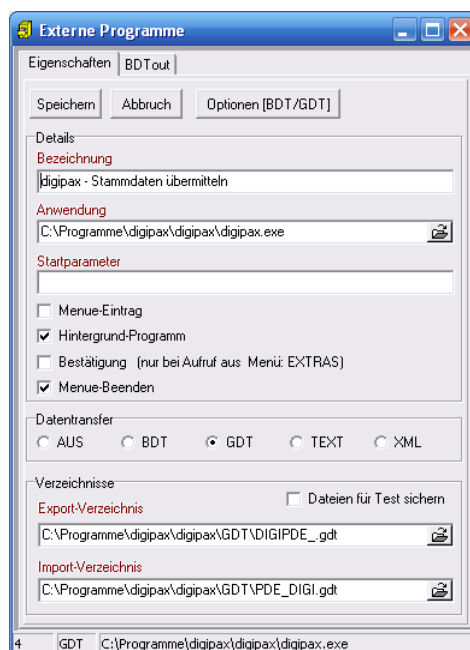 Externe Programme
Eigenschaften BDTout
Speichern Abbruch Optionen [BDT/GDT]
Details
Bezeichnung
digipax - Stammdaten übermitteln
Anwendung
C:\Programme\digipax\digipax\digipax.exe
Startparameter
Menue-Eintrag
Hintergrund-Programm
Bestätigung (nur bei Aufruf aus Menü: EXTRAS)
Menue-Beenden
Datentransfer
AUS BDT GDT TEXT XML
Verzeichnisse
Dateien für Test sichern
Export-Verzeichnis
C:\Programme\digipax\digipax\GDT\DIGIPDE_.gdt
Import-Verzeichnis
C:\Programme\digipax\digipax\GDT\PDE_DIGI.gdt
4 GDT C:\Programme\digipax\digipax\digipax.exe